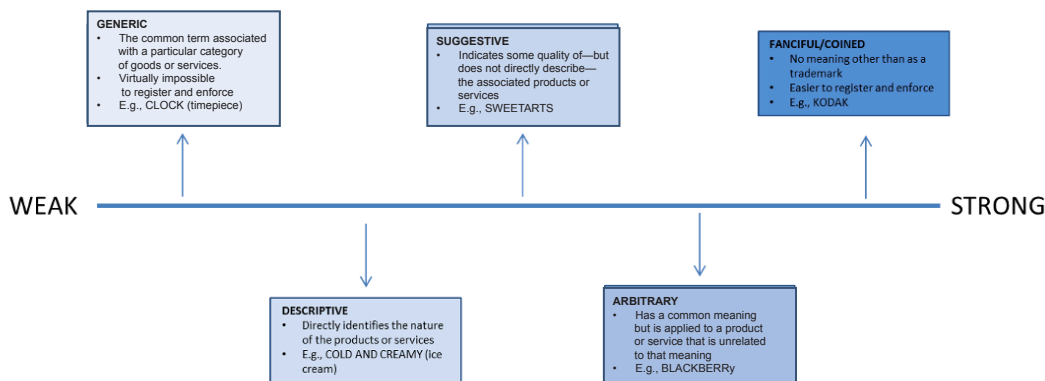 GENERIC
• The common term associated
with a particular category
of goods or services.
• Virtually impossible
to register and enforce
• E.g., CLOCK (timepiece)
SUGGESTIVE
• Indicates some quality of—but
does not directly describe—
the associated products or
services
• E.g., SWEETARTS
FANCIFUL/COINED
• No meaning other than as a
trademark
• Easier to register and enforce
• E.g., KODAK
WEAK
STRONG
DESCRIPTIVE
• Directly identifies the nature
of the products or services
• E.g., COLD AND CREAMY (ice
cream)
ARBITRARY
• Has a common meaning
but is applied to a product
or service that is unrelated
to that meaning
• E.g., BLACKBERRy